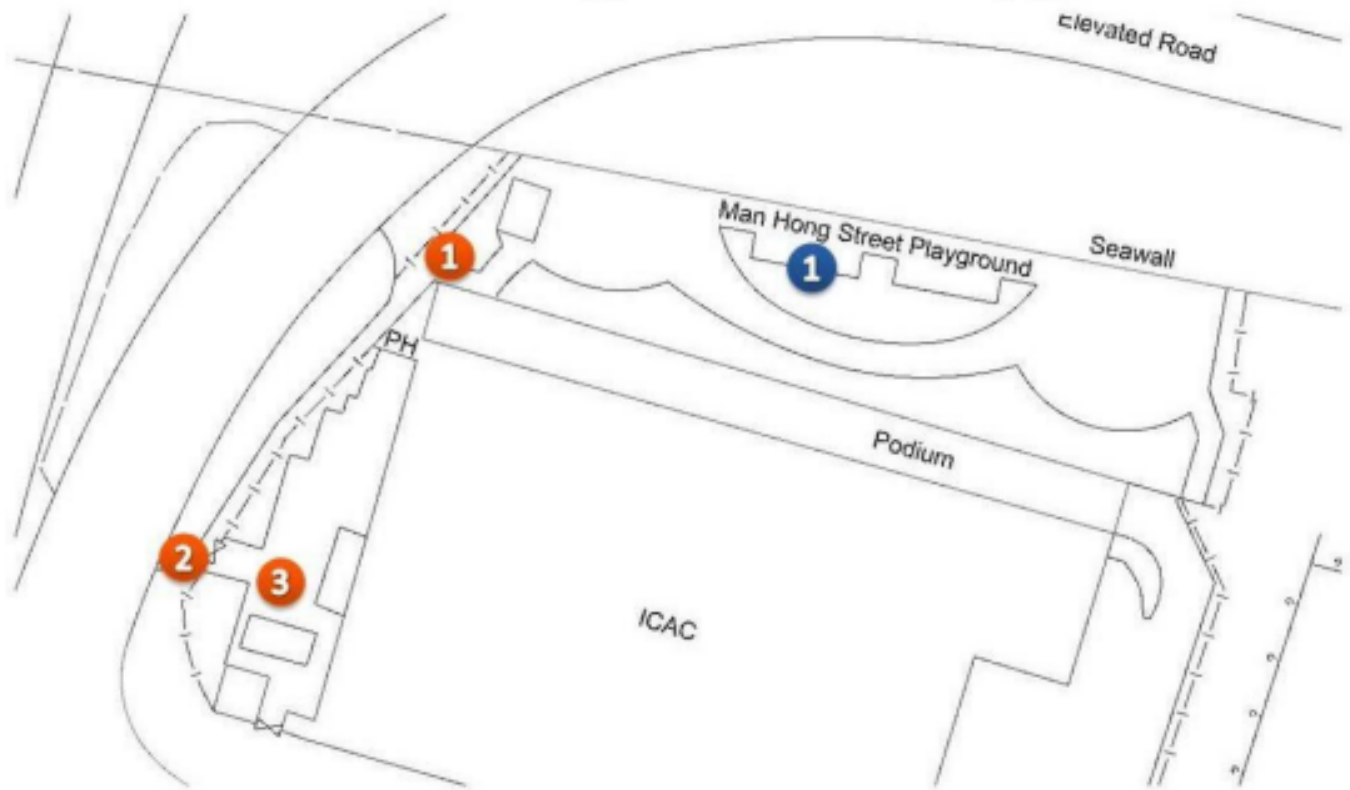 Elevated Road
Man Hong Street Playground
Seawall
1
1
PH
Podium
2
3
ICAC